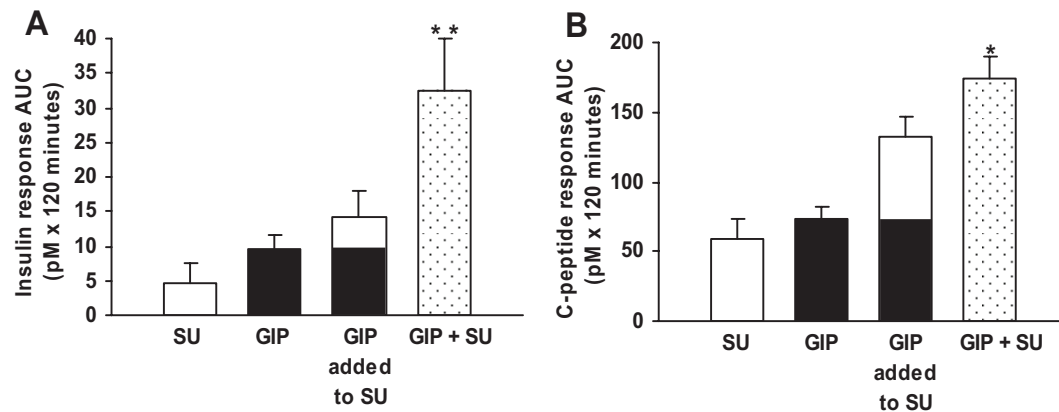 A
Insulin response AUC
(pM x 120 minutes)
40
35
30
25
20
15
10
5
0
* *
SU
GIP
GIP
added
to SU
GIP + SU
B
C-peptide response AUC
(pM x 120 minutes)
200
150
100
50
0
*
SU
GIP
GIP
added
to SU
GIP + SU